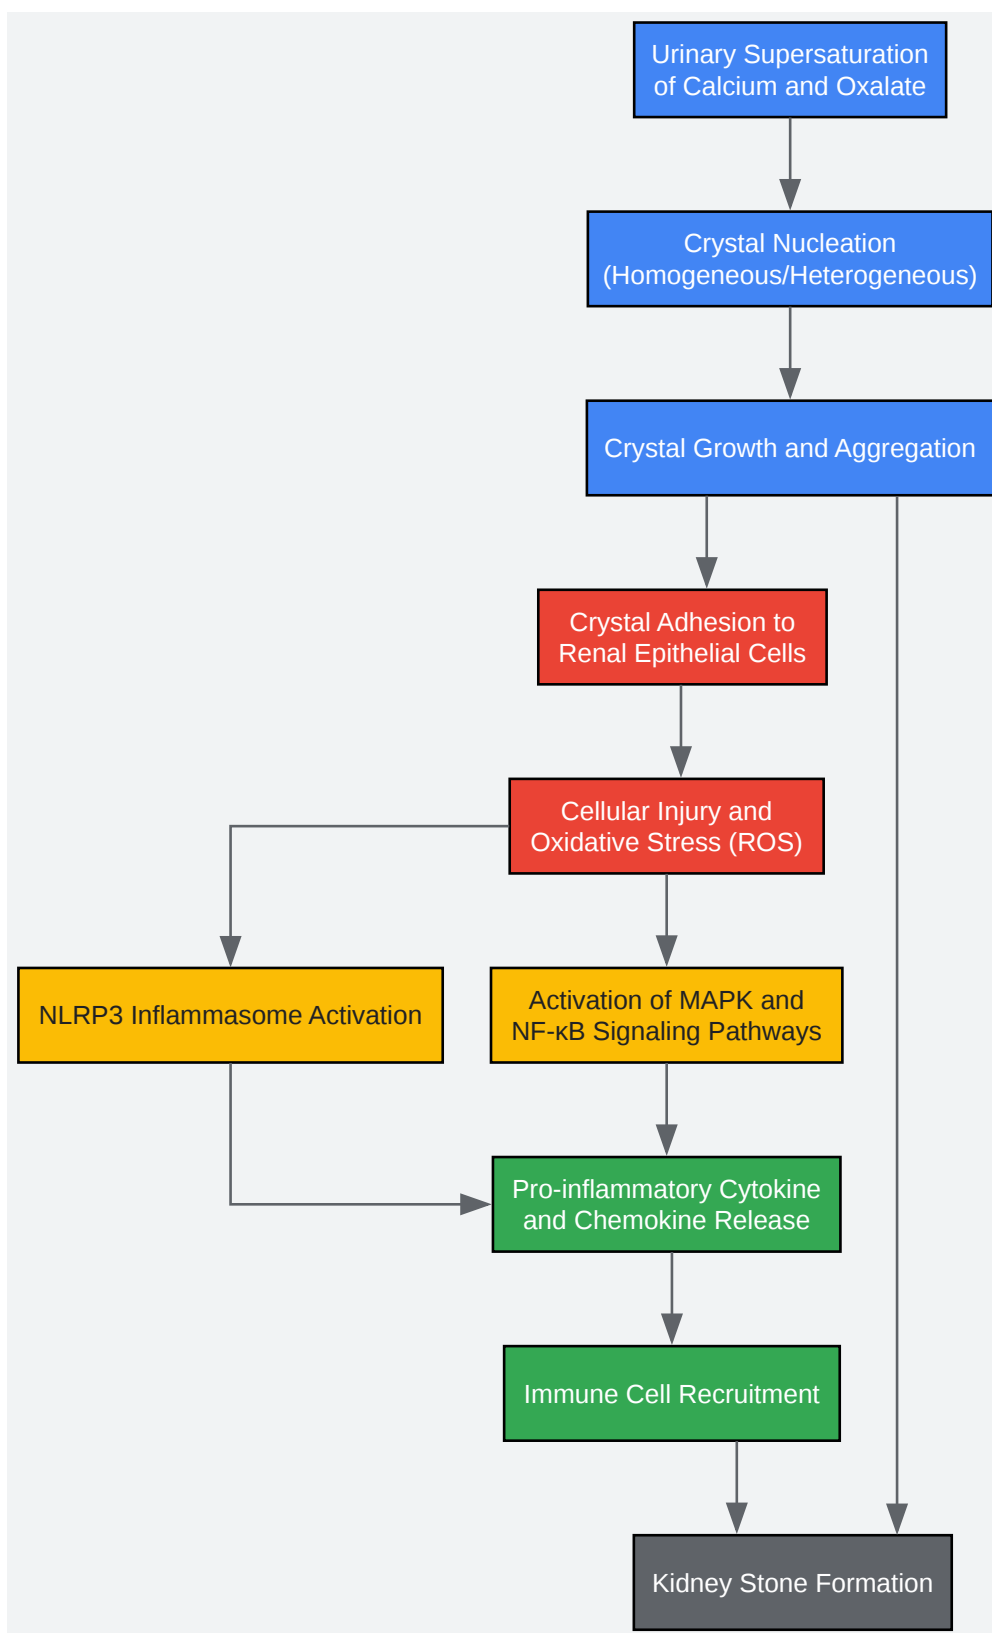 Urinary Supersaturation
of Calcium and Oxalate
Crystal Nucleation
(Homogeneous/Heterogeneous)
Crystal Growth and Aggregation
Crystal Adhesion to
Renal Epithelial Cells
Cellular Injury and
Oxidative Stress (ROS)
NLRP3 Inflammasome Activation
Activation of MAPK and
NF-κB Signaling Pathways
Pro-inflammatory Cytokine
and Chemokine Release
Immune Cell Recruitment
Kidney Stone Formation